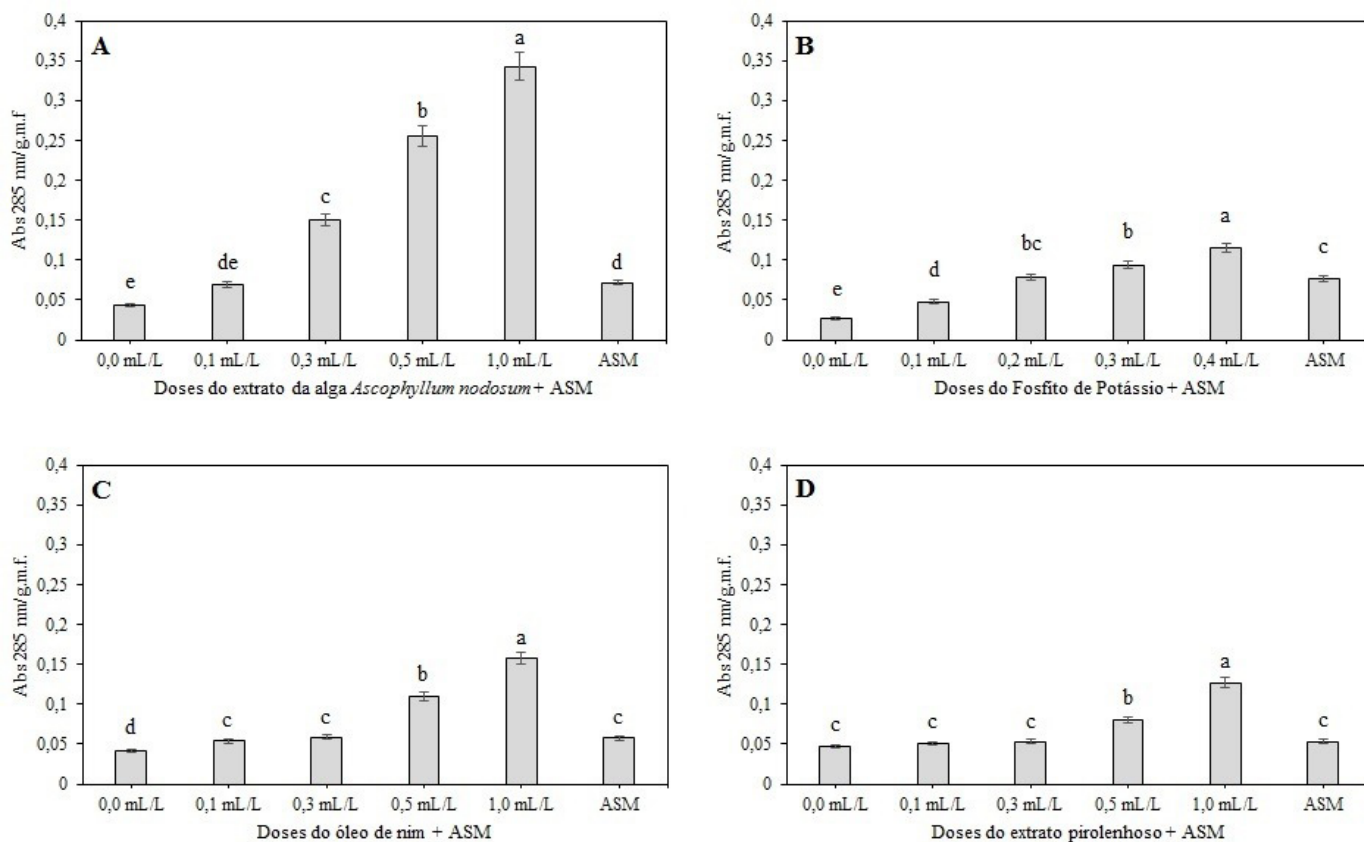 A
Abs 285 nm/g.m.f
0,4
0,35
0,3
0,25
0,2
0,15
0,1
0,05
0
e
de
c
b
a
d
0,0 mL/L
0,1 mL/L
0,3 mL/L
0,5 mL/L
1,0 mL/L
ASM
Doses do extrato da alga Ascophyllum nodosum + ASM
B
Abs 285 nm/g.m.f.
0,4
0,35
0,3
0,25
0,2
0,15
0,1
0,05
0
e
d
bc
b
a
c
0,0 mL/L
0,1 mL/L
0,2 mL/L
0,3 mL/L
0,4 mL/L
ASM
Doses do Fosfito de Potássio + ASM
C
Abs 285 nm/g.m.f.
0,4
0,35
0,3
0,25
0,2
0,15
0,1
0,05
0
d
c
c
b
a
c
0,0 mL/L
0,1 mL/L
0,3 mL/L
0,5 mL/L
1,0 mL/L
ASM
Doses do óleo de nim + ASM
D
Abs 285 nm/g.m.f.
0,4
0,35
0,3
0,25
0,2
0,15
0,1
0,05
0
c
c
c
b
a
c
0,0 mL/L
0,1 mL/L
0,3 mL/L
0,5 mL/L
1,0 mL/L
ASM
Doses do extrato pirolenhoso + ASM